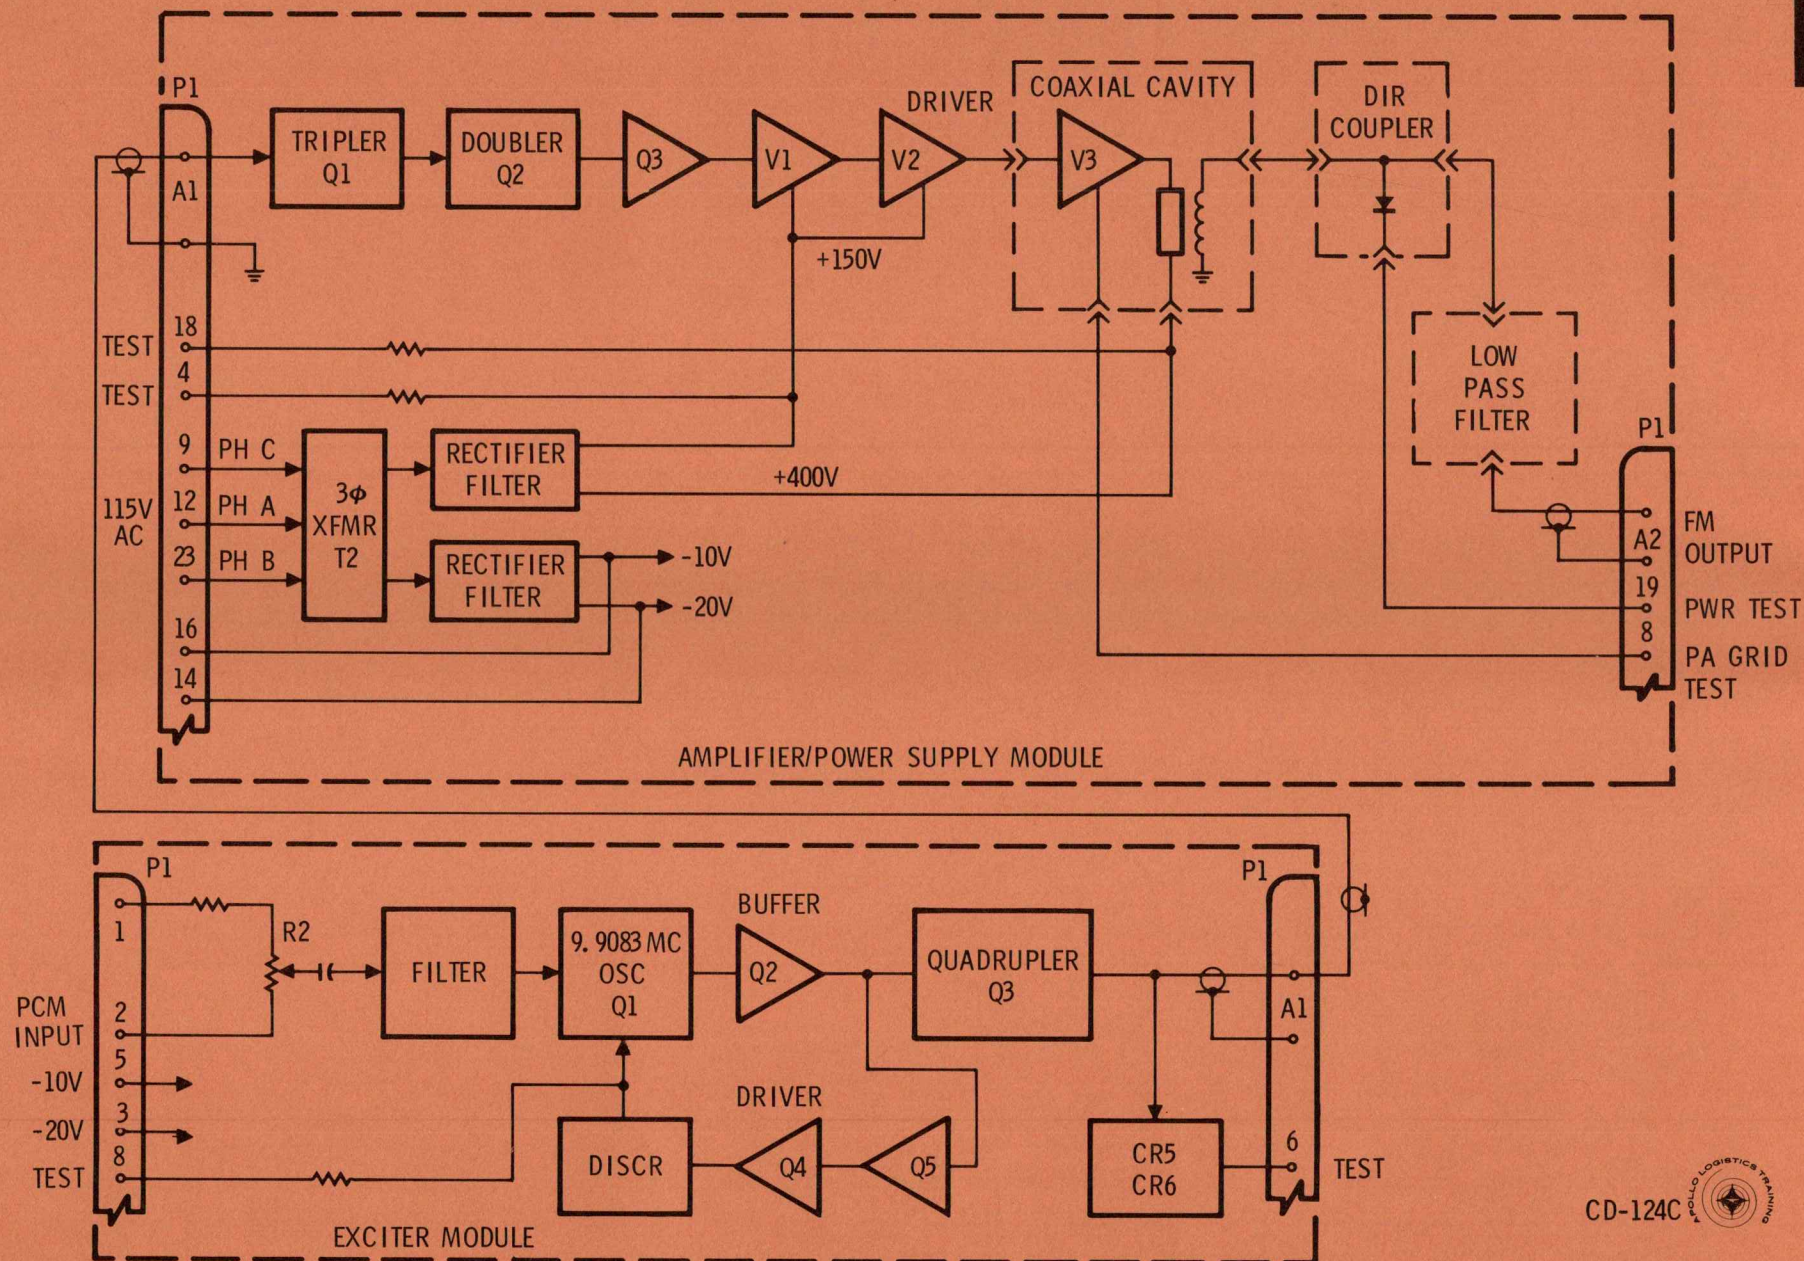 P1
A1
TRIPLER
Q1
DOUBLER
Q2
Q3
V1
DRIVER
V2
COAXIAL CAVITY
V3
DIR
COUPLER
+150V
LOW
PASS
FILTER
TEST
18
TEST
4
115V
AC
9
PH C
12
PH A
23
PH B
3ϕ
XFMR
T2
RECTIFIER
FILTER
+400V
RECTIFIER
FILTER
-10V
-20V
16
14
P1
A2
FM
OUTPUT
19
PWR TEST
8
PA GRID
TEST
AMPLIFIER/POWER SUPPLY MODULE
P1
1
R2
PCM
INPUT
2
5
-10V
3
-20V
8
TEST
FILTER
9.9083 MC
OSC
Q1
BUFFER
Q2
QUADRUPLER
Q3
DISCR
DRIVER
Q4
Q5
CR5
CR6
P1
A1
6
TEST
EXCITER MODULE
CD-124C
APOLLO LOGISTICS TRAINING